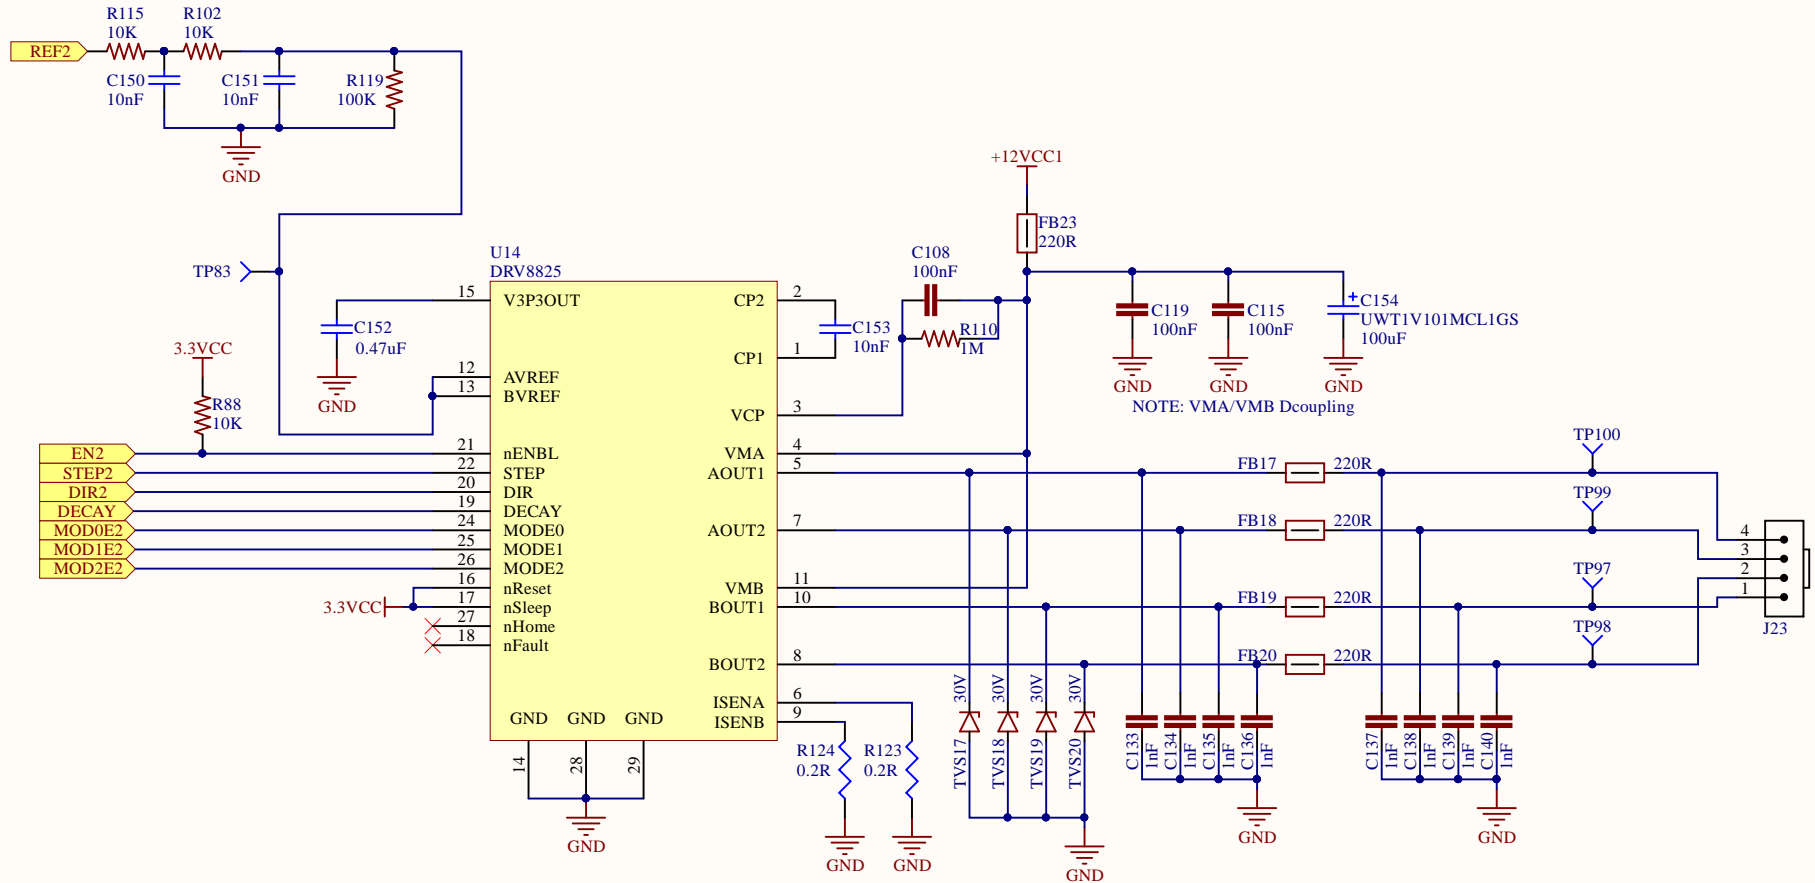 R115
10K
R102
10K
REF2
C150
10nF
C151
10nF
R119
100K
GND
+12VCC1
FB23
220R
TP83
U14
DRV8825
C108
100nF
R110
1M
C119
100nF
C115
100nF
C154
UWT1V101MCL1GS
100uF
GND
GND
GND
NOTE: VMA/VMB Dcoupling
C152
0.47uF
GND
C153
10nF
3.3VCC
R88
10K
15 V3P3OUT
12 AVREF
13 BVREF
21 nENBL
22 STEP
20 DIR
19 DECAY
24 MODE0
25 MODE1
26 MODE2
16 nReset
17 nSleep
27 nHome
18 nFault
CP2 2
CP1 1
VCP 3
VMA 4
AOUT1 5
AOUT2 7
VMB 11
BOUT1 10
BOUT2 8
ISENA 6
ISENB 9
GND GND GND
14 28 29
GND
EN2
STEP2
DIR2
DECAY
MOD0E2
MOD1E2
MOD2E2
3.3VCC
FB17 220R
FB18 220R
FB19 220R
FB20 220R
TP100
TP99
TP97
TP98
4
3
2
1
J23
R124
0.2R
R123
0.2R
GND
GND
30V
TVS17
30V
TVS18
30V
TVS19
30V
TVS20
GND
C133
1nF
C134
1nF
C135
1nF
C136
1nF
GND
C137
1nF
C138
1nF
C139
1nF
C140
1nF
GND